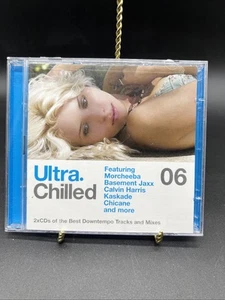 Ultra.
Chilled
Featuring
Morcheeba
Basement Jaxx
Calvin Harris
Kaskade
Chicane
and more
06
2xCDs of the Best Downtempo Tracks and Mixes